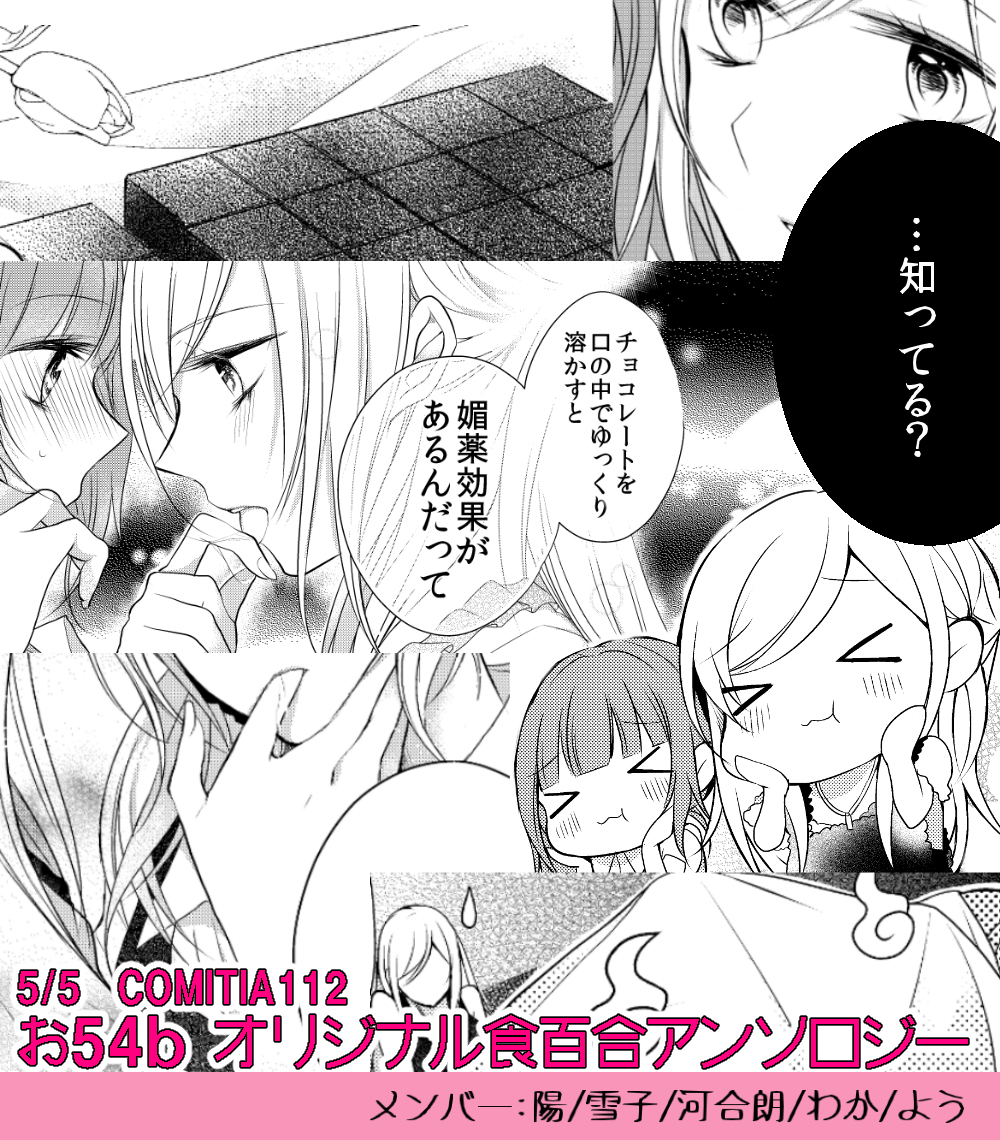 …知ってる?
チョコレートを
口の中でゆっくり
溶かすと
媚薬効果が
あるんだって
5/5 COMITIA112
お54b オリジナル食百合アンソロジー
メンバー:陽/雪子/河合朗/わか/よう